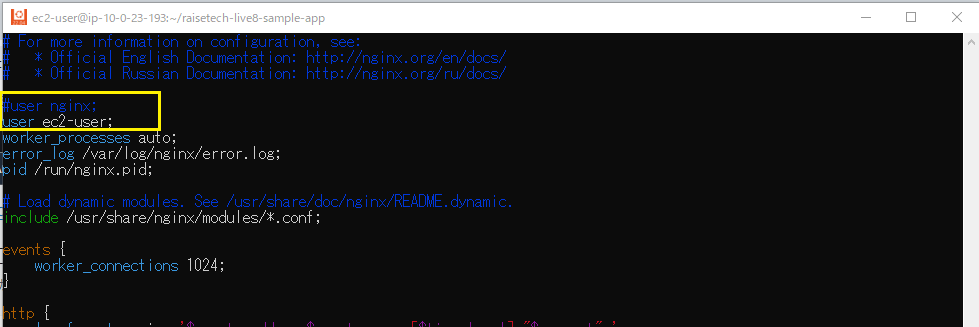 ec2-user@ip-10-0-23-193:~/raisetech-live8-sample-app
# For more information on configuration, see:
#   * Official English Documentation: http://nginx.org/en/docs/
#   * Official Russian Documentation: http://nginx.org/ru/docs/
#user nginx;
user ec2-user;
worker_processes auto;
error_log /var/log/nginx/error.log;
pid /run/nginx.pid;
# Load dynamic modules. See /usr/share/doc/nginx/README.dynamic.
include /usr/share/nginx/modules/*.conf;
events {
    worker_connections 1024;
}
http {